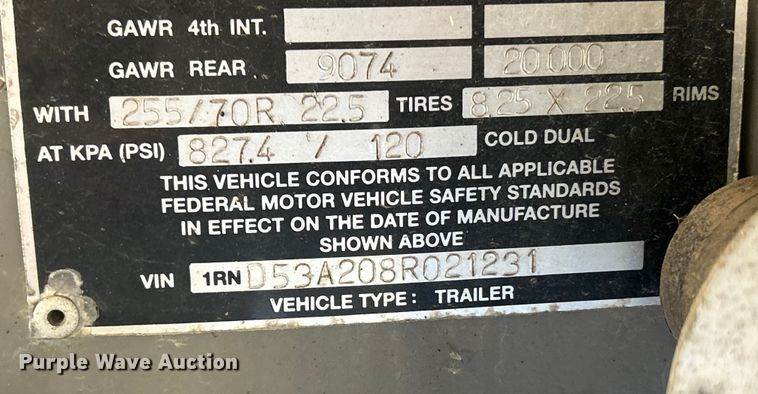 GAWR 4th INT.
GAWR REAR 9074 20000
WITH 255/70R 22.5 TIRES 8.25 X 22.5 RIMS
AT KPA (PSI) 827.4 / 120 COLD DUAL
THIS VEHICLE CONFORMS TO ALL APPLICABLE
FEDERAL MOTOR VEHICLE SAFETY STANDARDS
IN EFFECT ON THE DATE OF MANUFACTURE
SHOWN ABOVE
VIN 1RND53A208R021231
VEHICLE TYPE: TRAILER
Purple Wave Auction